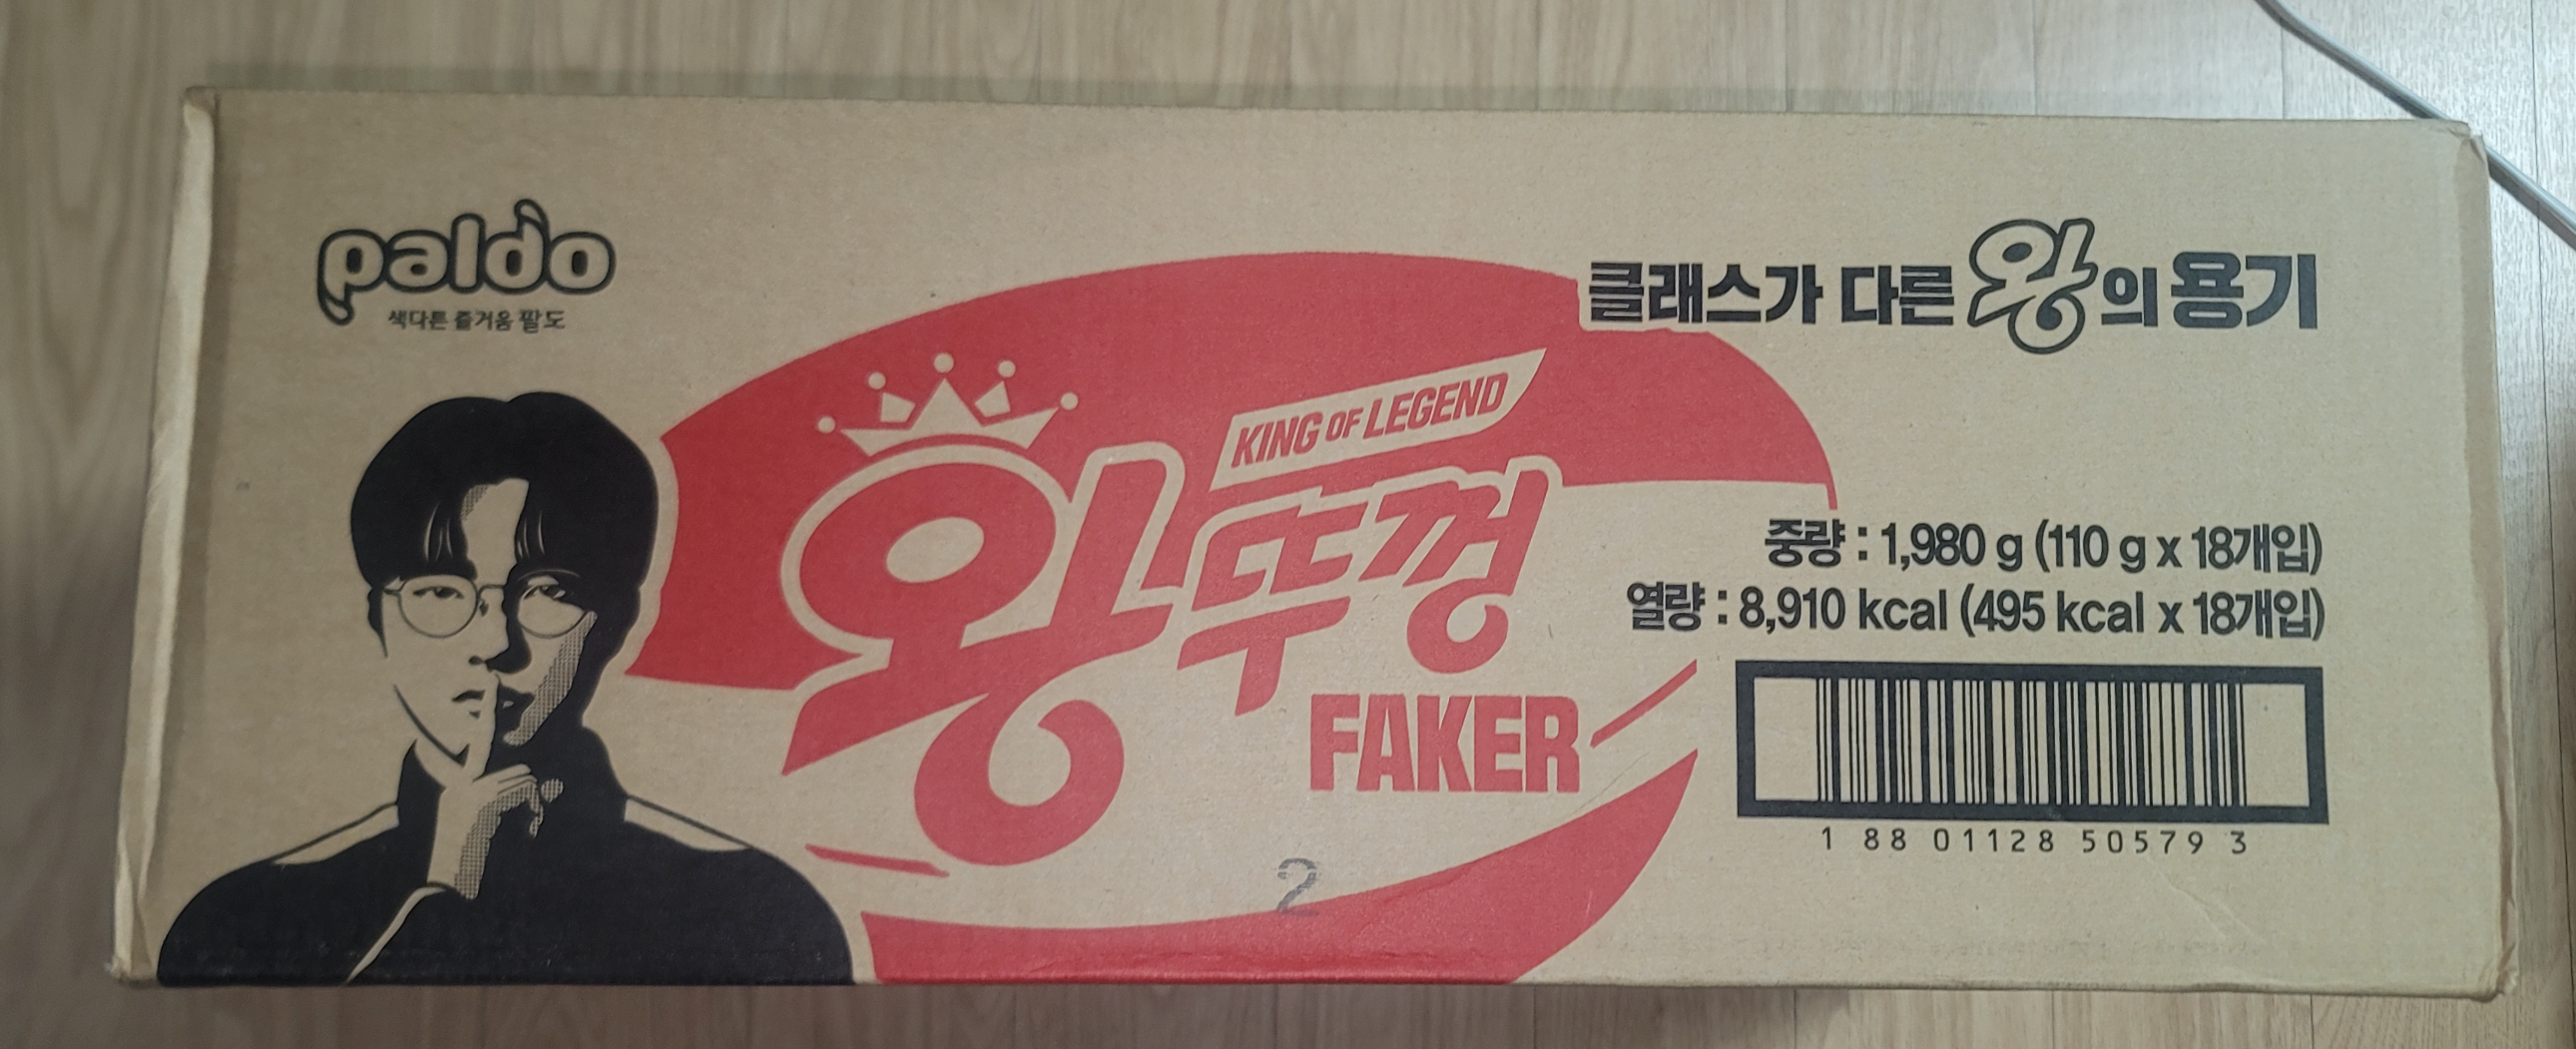 paldo
색다른 즐거움 팔도
클래스가 다른 왕의 용기
KING OF LEGEND
왕뚜껑
FAKER
중량 : 1,980 g (110 g x 18개입)
열량 : 8,910 kcal (495 kcal x 18개입)
1 88 01128 50579 3
2